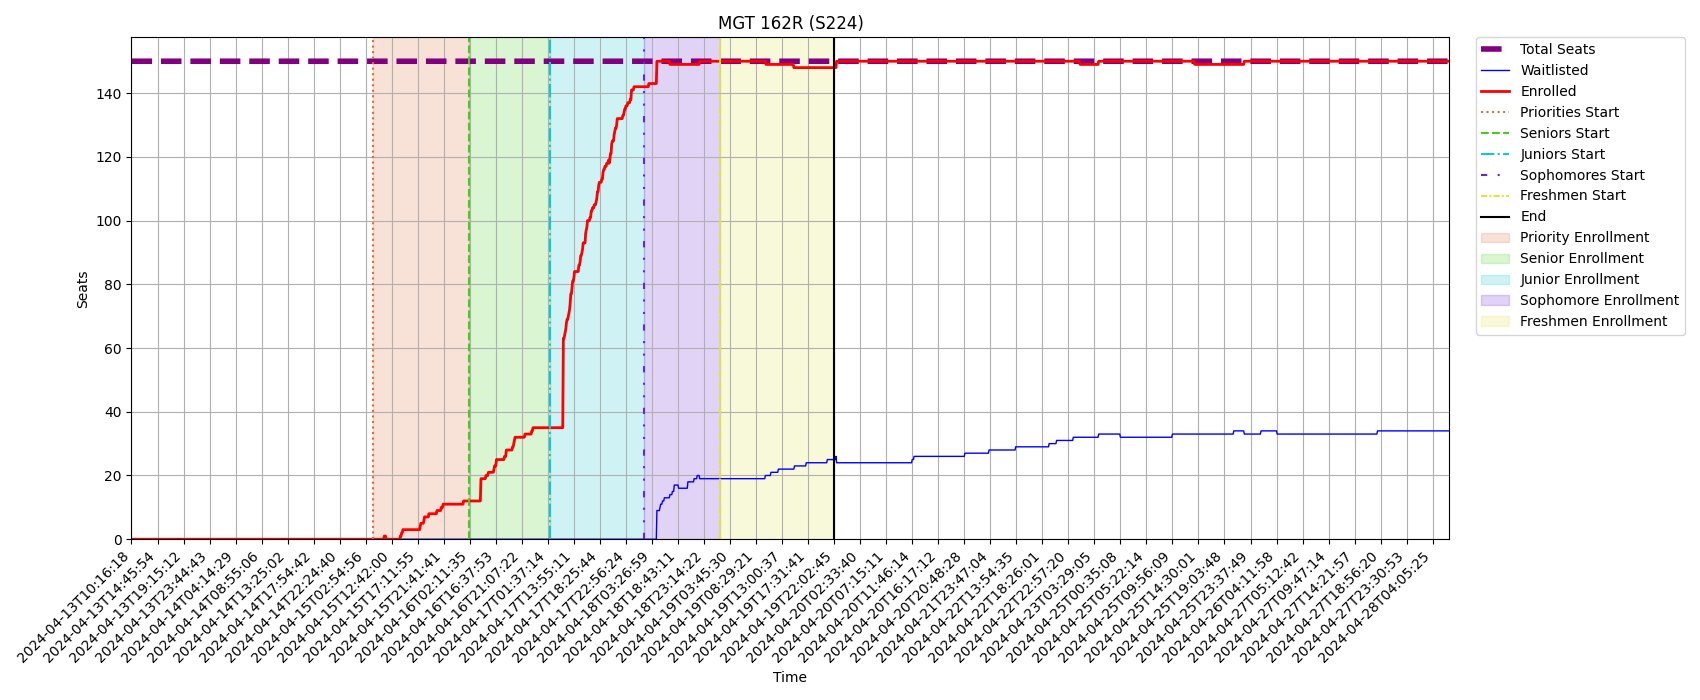 MGT 162R (S224)
Total Seats
Waitlisted
Enrolled
Priorities Start
Seniors Start
Juniors Start
Sophomores Start
Freshmen Start
End
Priority Enrollment
Senior Enrollment
Junior Enrollment
Sophomore Enrollment
Freshmen Enrollment
Seats
140
120
100
80
60
40
20
0
2024-04-13T10:16:18
2024-04-13T14:45:54
2024-04-13T19:15:12
2024-04-13T23:44:43
2024-04-14T04:14:29
2024-04-14T08:55:06
2024-04-14T13:25:02
2024-04-14T17:54:42
2024-04-14T22:24:40
2024-04-15T02:54:56
2024-04-15T12:42:00
2024-04-15T17:11:55
2024-04-15T21:41:41
2024-04-16T02:11:35
2024-04-16T16:37:53
2024-04-16T21:07:22
2024-04-17T01:37:14
2024-04-17T13:55:11
2024-04-17T18:25:44
2024-04-17T22:56:24
2024-04-18T03:26:59
2024-04-18T18:43:11
2024-04-18T23:14:22
2024-04-19T03:45:30
2024-04-19T08:29:21
2024-04-19T13:00:37
2024-04-19T17:31:41
2024-04-19T22:02:45
2024-04-20T02:33:40
2024-04-20T07:15:11
2024-04-20T11:46:14
2024-04-20T16:17:12
2024-04-20T20:48:28
2024-04-21T23:47:04
2024-04-22T13:54:35
2024-04-22T18:26:01
2024-04-22T22:57:20
2024-04-23T03:29:05
2024-04-25T00:35:08
2024-04-25T05:22:14
2024-04-25T09:56:09
2024-04-25T14:30:01
2024-04-25T19:03:48
2024-04-25T23:37:49
2024-04-26T04:11:58
2024-04-27T05:12:42
2024-04-27T09:47:14
2024-04-27T14:21:57
2024-04-27T18:56:20
2024-04-27T23:30:53
2024-04-28T04:05:25
Time